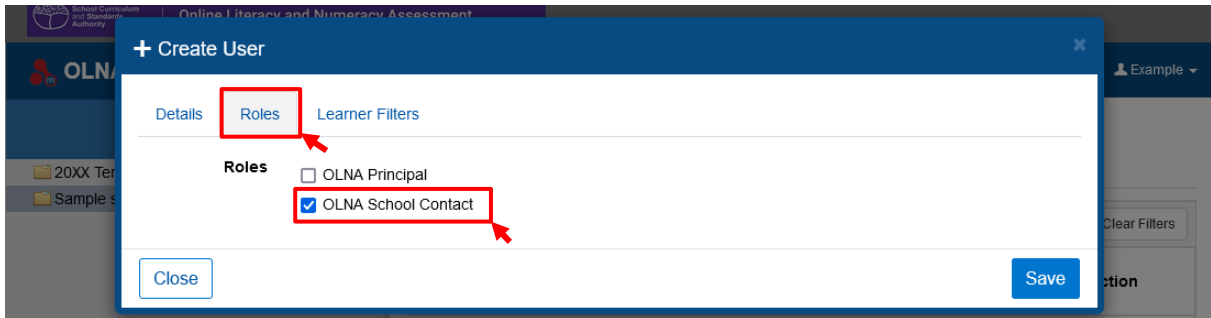 School Curriculum
and Standards
Authority
Online Literacy and Numeracy Assessment
Create User
OLNA
Example
Details Roles Learner Filters
20XX Ter
Sample s
Roles
OLNA Principal
OLNA School Contact
Clear Filters
Close
Save
ction